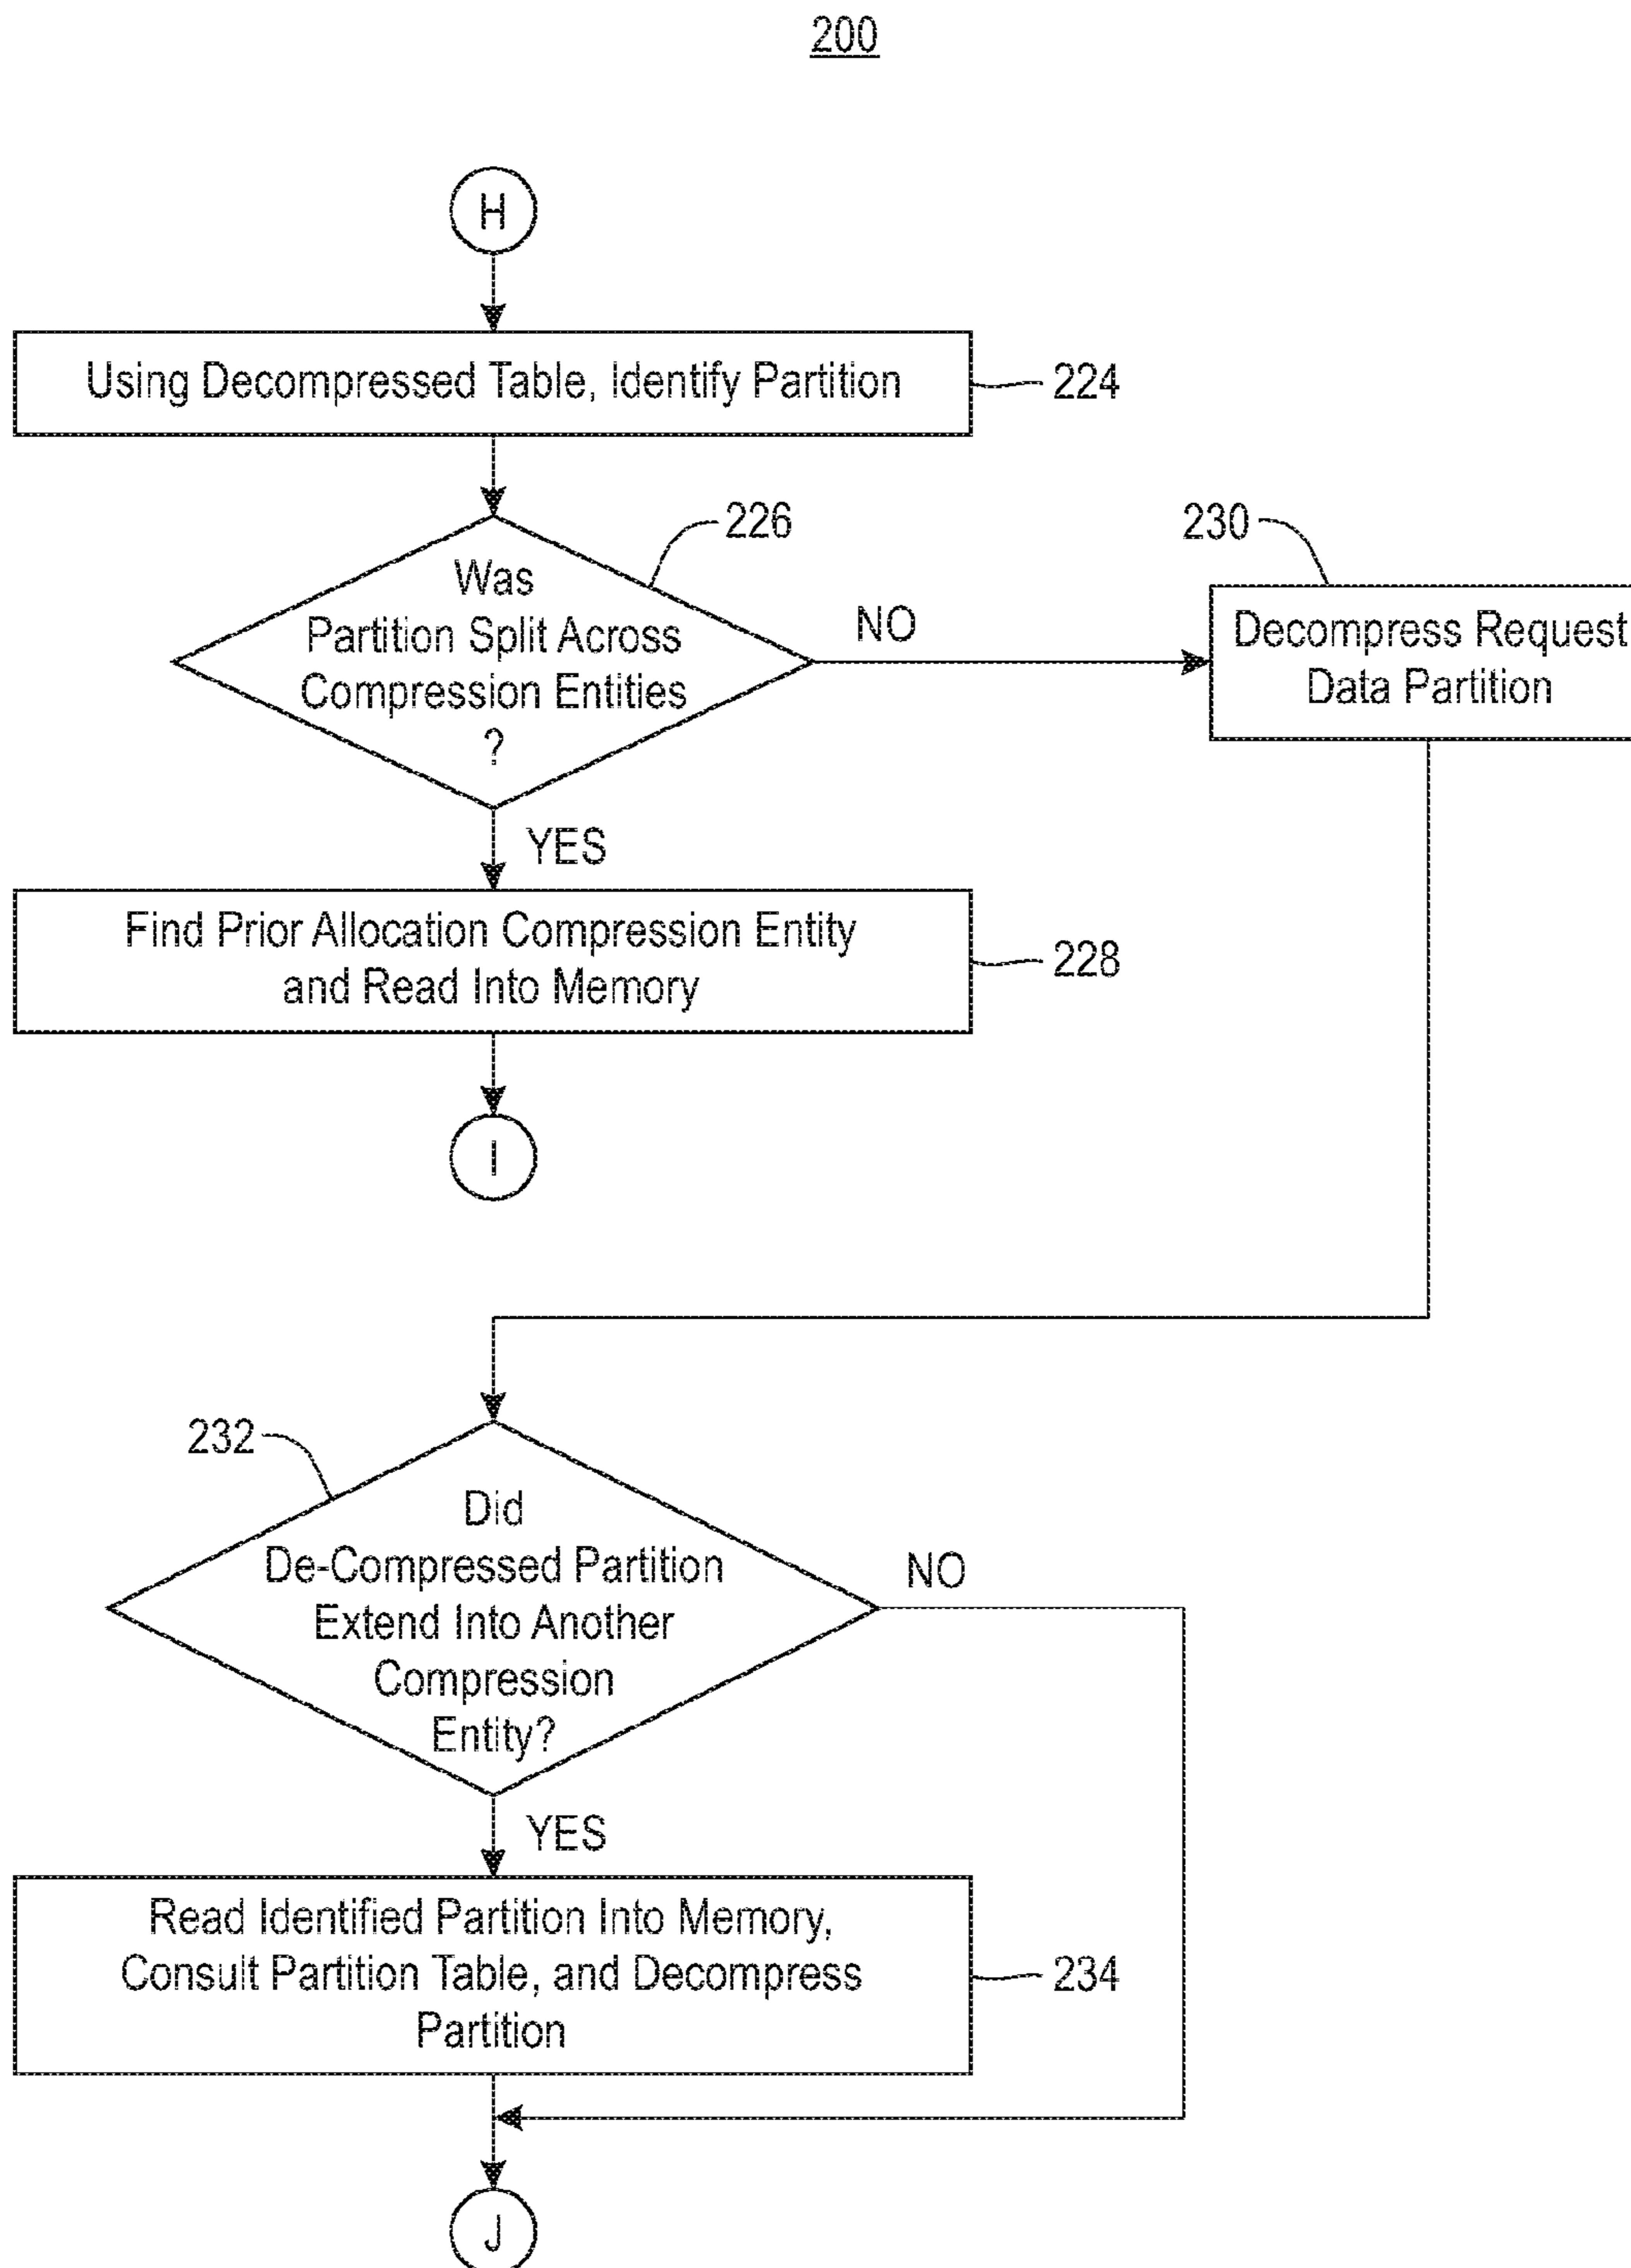 200
H
Using Decompressed Table, Identify Partition
224
226
Was
Partition Split Across
Compression Entities
?
NO
230
Decompress Request
Data Partition
YES
Find Prior Allocation Compression Entity
and Read Into Memory
228
I
232
Did
De-Compressed Partition
Extend Into Another
Compression
Entity?
NO
YES
Read Identified Partition Into Memory,
Consult Partition Table, and Decompress
Partition
234
J